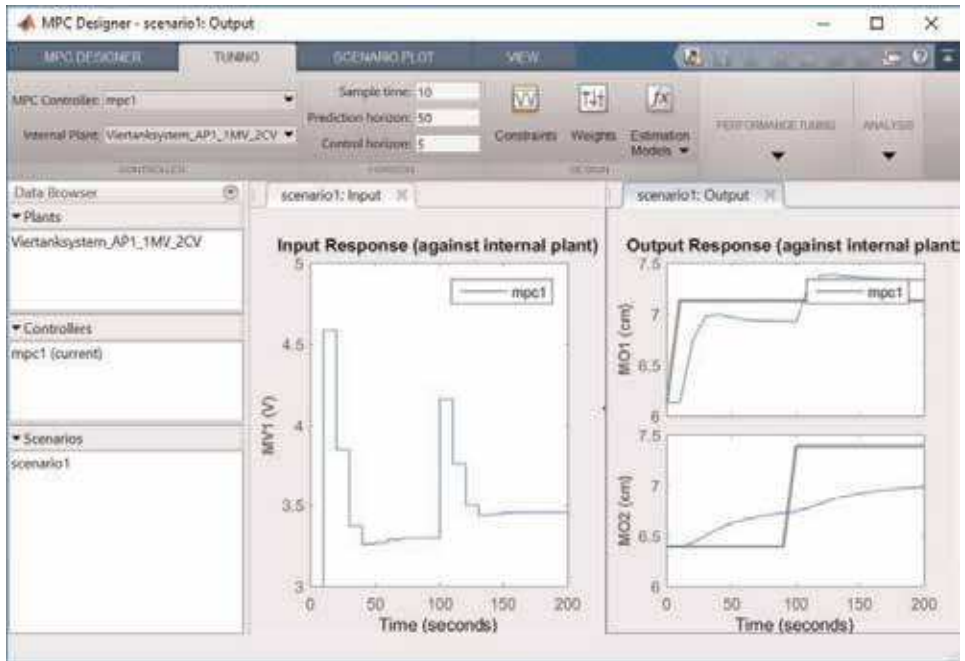 MPC Designer - scenario1: Output
MPC DESIGNER TUNING SCENARIO PLOT VIEW
MPC Controller: mpc1
Internal Plant: Viertanksystem_AP1_1MV_2CV
CONTROLLER
Sample time: 10
Prediction horizon: 50
Control horizon: 5
HORIZON
Constraints Weights Estimation Models
DESIGN
PERFORMANCE TUNING
ANALYSIS
Data Browser
Plants
Viertanksystem_AP1_1MV_2CV
Controllers
mpc1 (current)
Scenarios
scenario1
scenario1: Input
Input Response (against internal plant)
mpc1
MV1 (V)
5
4.5
4
3.5
3
0 50 100 150 200
Time (seconds)
scenario1: Output
Output Response (against internal plant
mpc1
MO1 (cm)
7.5
7
6.5
6
MO2 (cm)
7.5
7
6.5
6
0 50 100 150 200
Time (seconds)